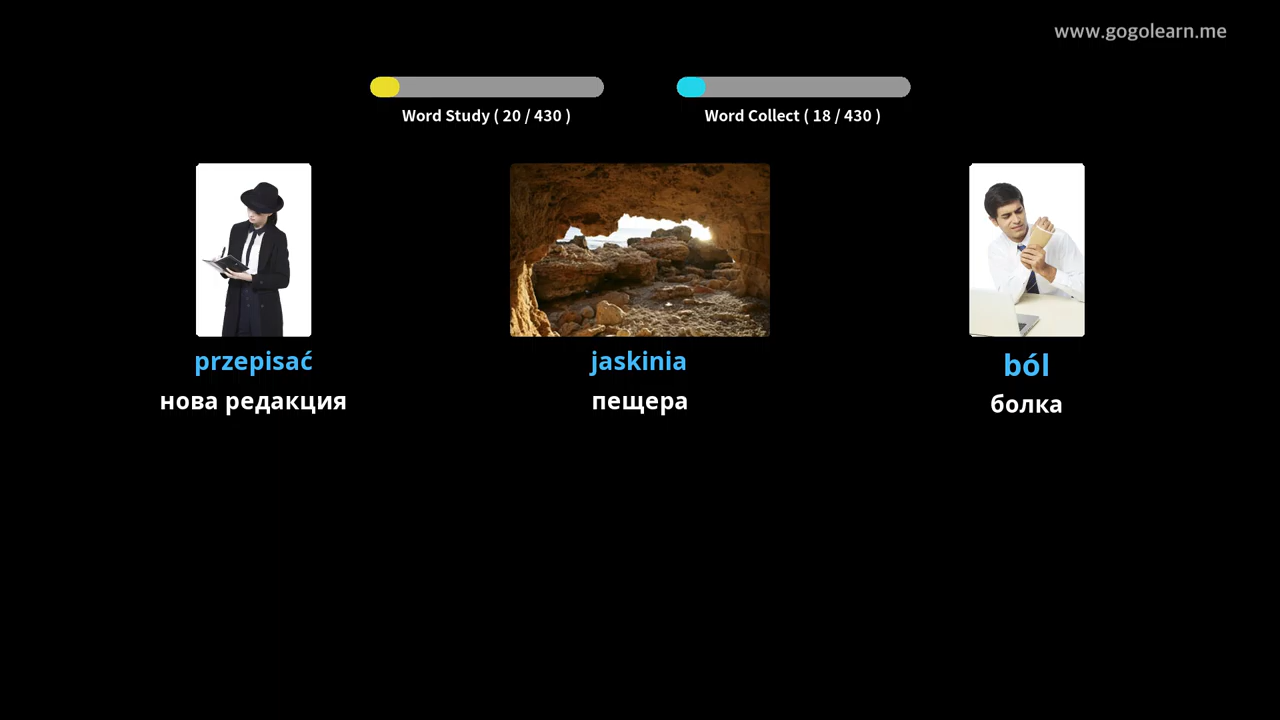 www.gogolearn.me
Word Study ( 20 / 430 )
Word Collect ( 18 / 430 )
przepisać
нова редакция
jaskinia
пещера
ból
болка